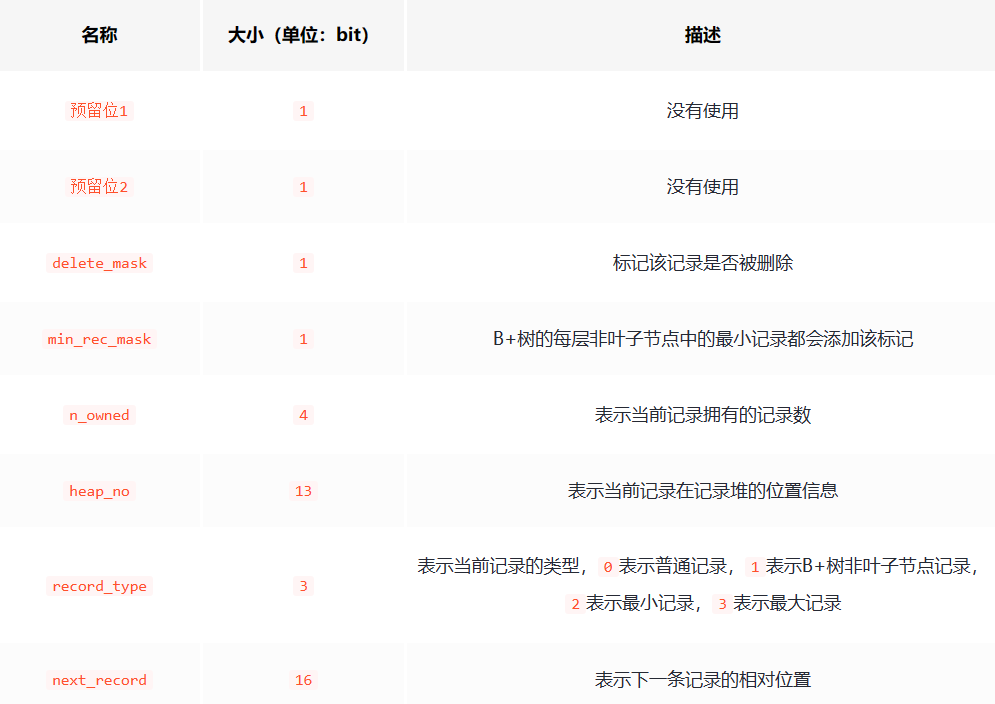 名称 大小（单位：bit） 描述
预留位1 1 没有使用
预留位2 1 没有使用
delete_mask 1 标记该记录是否被删除
min_rec_mask 1 B+树的每层非叶子节点中的最小记录都会添加该标记
n_owned 4 表示当前记录拥有的记录数
heap_no 13 表示当前记录在记录堆的位置信息
record_type 3 表示当前记录的类型，0 表示普通记录，1 表示B+树非叶子节点记录，
2 表示最小记录，3 表示最大记录
next_record 16 表示下一条记录的相对位置